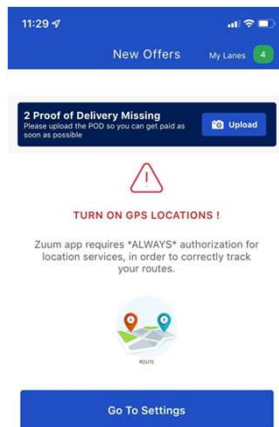 11:29
New Offers
My Lanes 4
2 Proof of Delivery Missing
Please upload the POD so you can get paid as
soon as possible
Upload
TURN ON GPS LOCATIONS !
Zuum app requires *ALWAYS* authorization for
location services, in order to correctly track
your routes.
A B
ROUTE
Go To Settings